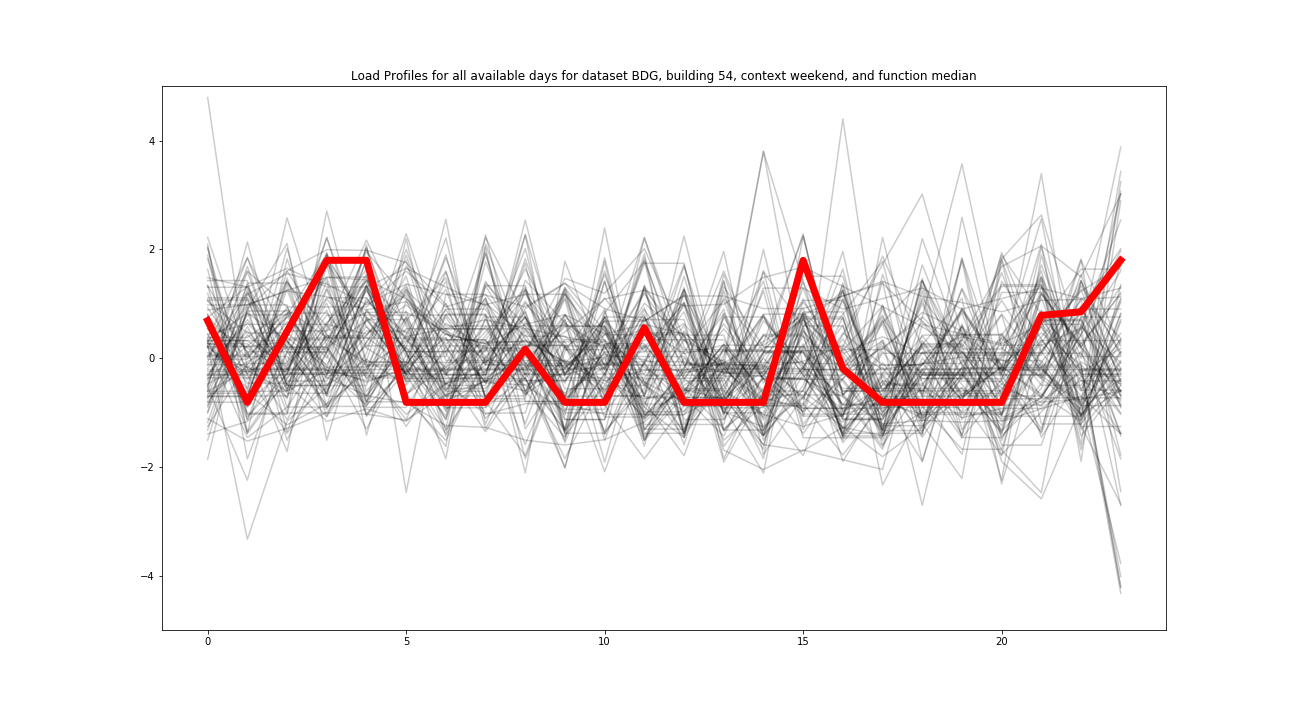 Load Profiles for all available days for dataset BDG, building 54, context weekend, and function median
4
2
0
−2
−4
0 5 10 15 20